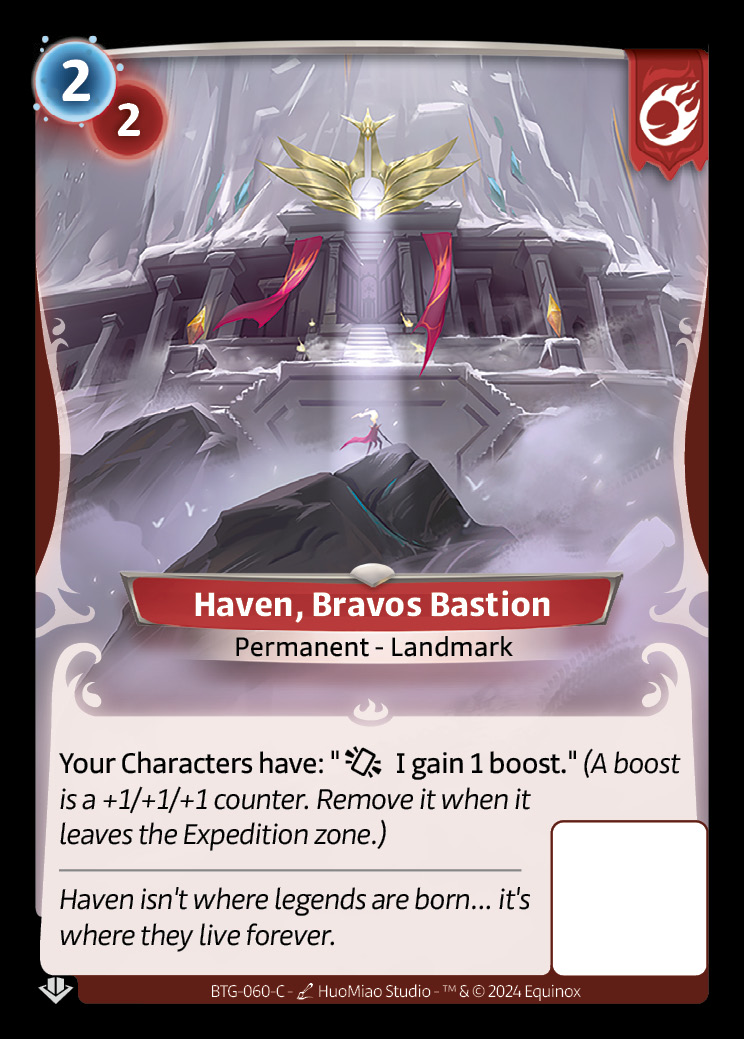 2
2
Haven, Bravos Bastion
Permanent - Landmark
Your Characters have: " I gain 1 boost." (A boost
is a +1/+1/+1 counter. Remove it when it
leaves the Expedition zone.)
Haven isn't where legends are born... it's
where they live forever.
BTG-060-C - HuoMiao Studio - ™ & © 2024 Equinox